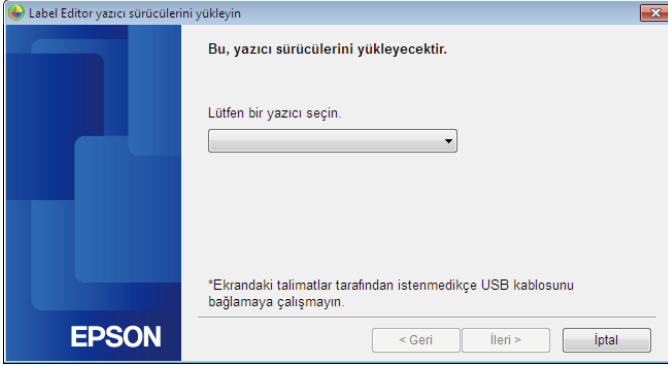 Label Editor yazıcı sürücülerini yükleyin
Bu, yazıcı sürücülerini yükleyecektir.
Lütfen bir yazıcı seçin.
*Ekrandaki talimatlar tarafından istenmedikçe USB kablosunu
bağlamaya çalışmayın.
EPSON
< Geri
İleri >
İptal